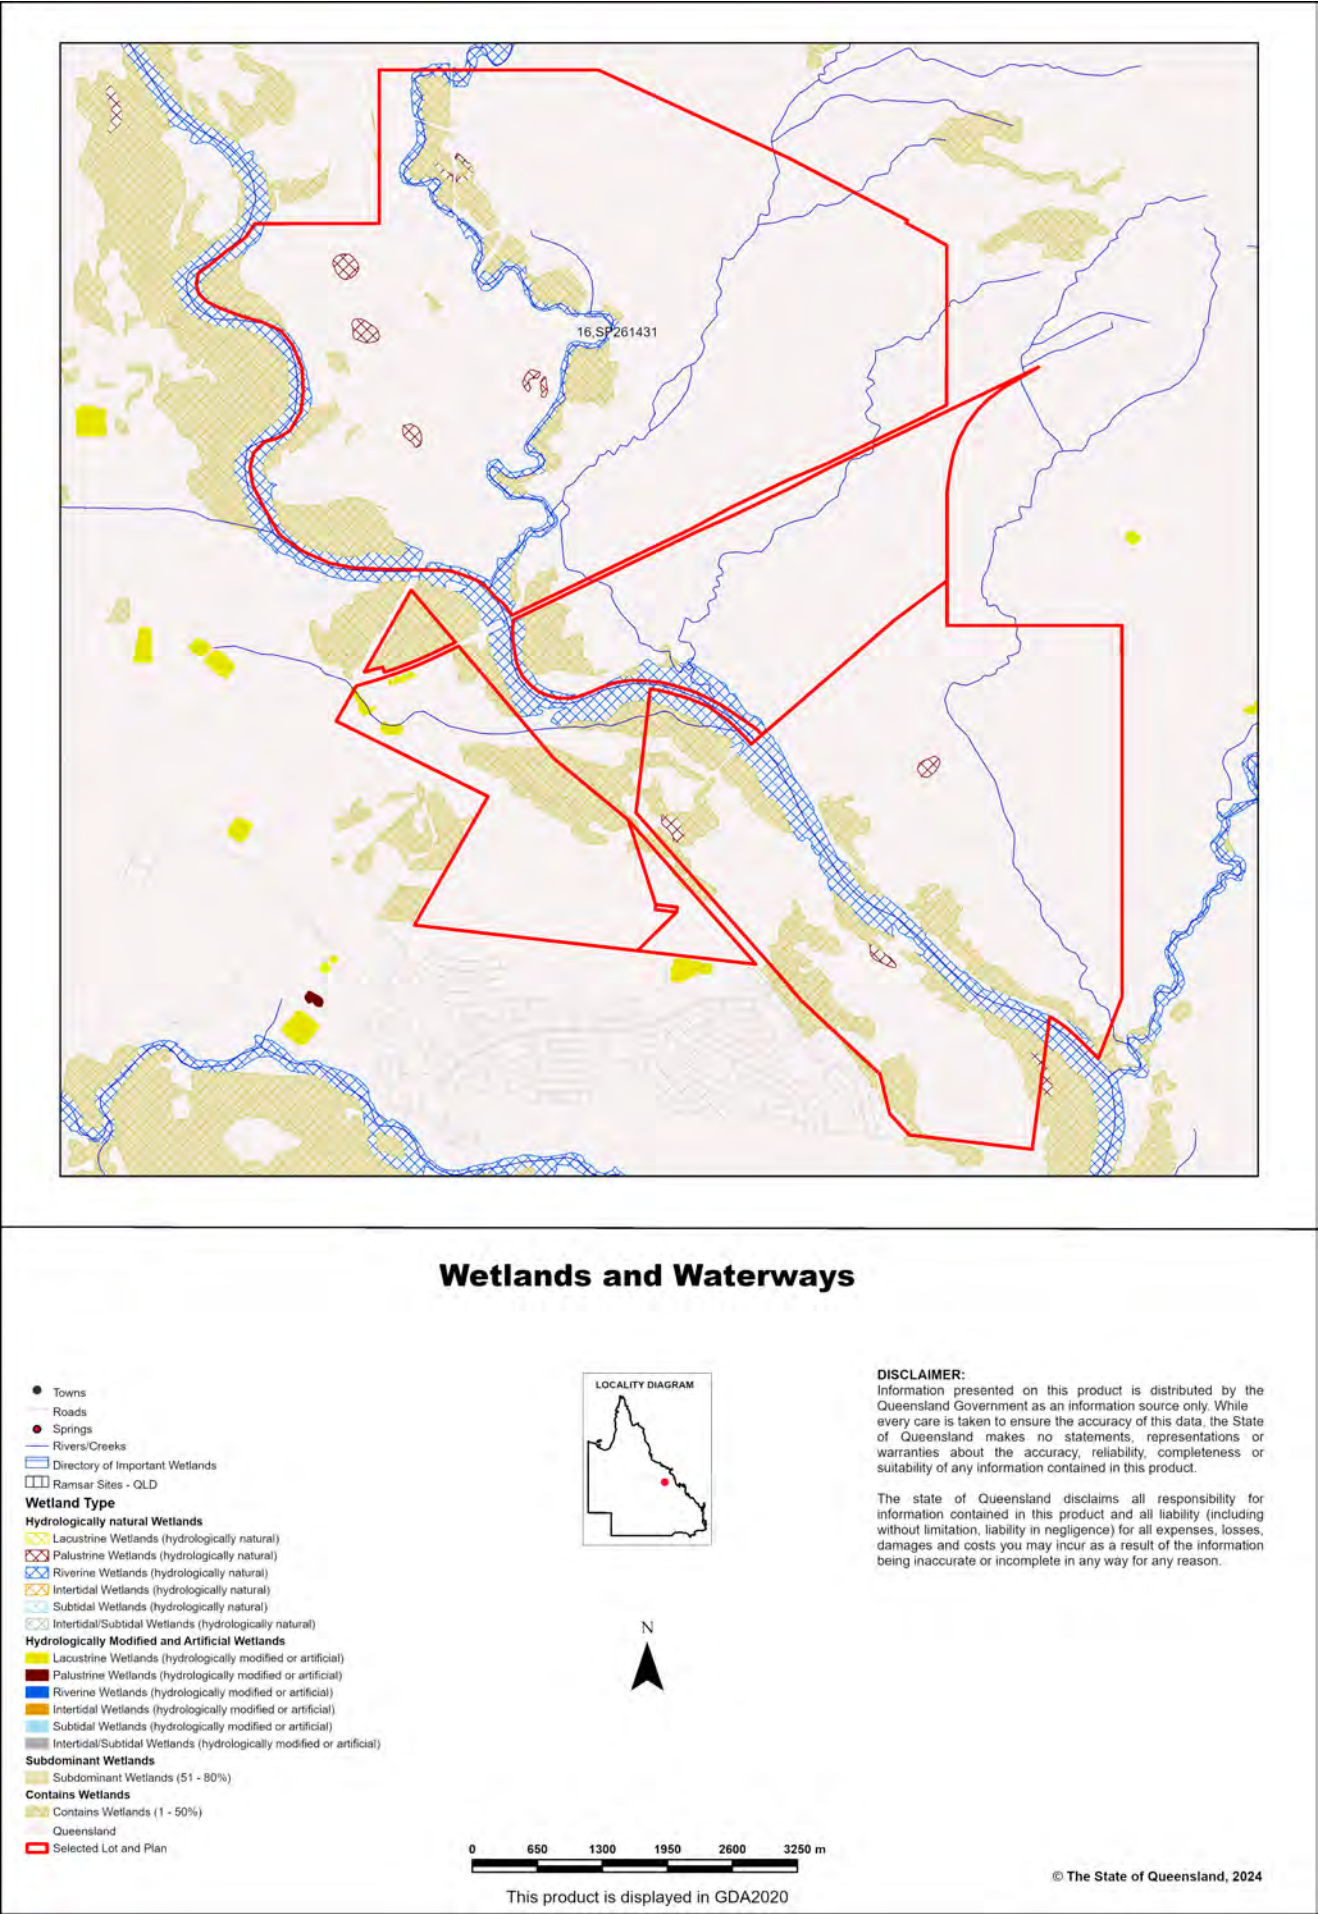 16,SP261431
Wetlands and Waterways
Towns
Roads
Springs
Rivers/Creeks
Directory of Important Wetlands
Ramsar Sites - QLD
Wetland Type
Hydrologically natural Wetlands
Lacustrine Wetlands (hydrologically natural)
Palustrine Wetlands (hydrologically natural)
Riverine Wetlands (hydrologically natural)
Intertidal Wetlands (hydrologically natural)
Subtidal Wetlands (hydrologically natural)
Intertidal/Subtidal Wetlands (hydrologically natural)
Hydrologically Modified and Artificial Wetlands
Lacustrine Wetlands (hydrologically modified or artificial)
Palustrine Wetlands (hydrologically modified or artificial)
Riverine Wetlands (hydrologically modified or artificial)
Intertidal Wetlands (hydrologically modified or artificial)
Subtidal Wetlands (hydrologically modified or artificial)
Intertidal/Subtidal Wetlands (hydrologically modified or artificial)
Subdominant Wetlands
Subdominant Wetlands (51 - 80%)
Contains Wetlands
Contains Wetlands (1 - 50%)
Queensland
Selected Lot and Plan
LOCALITY DIAGRAM
N
0 650 1300 1950 2600 3250 m
This product is displayed in GDA2020
DISCLAIMER:
Information presented on this product is distributed by the
Queensland Government as an information source only. While
every care is taken to ensure the accuracy of this data, the State
of Queensland makes no statements, representations or
warranties about the accuracy, reliability, completeness or
suitability of any information contained in this product.
The state of Queensland disclaims all responsibility for
information contained in this product and all liability (including
without limitation, liability in negligence) for all expenses, losses,
damages and costs you may incur as a result of the information
being inaccurate or incomplete in any way for any reason.
© The State of Queensland, 2024